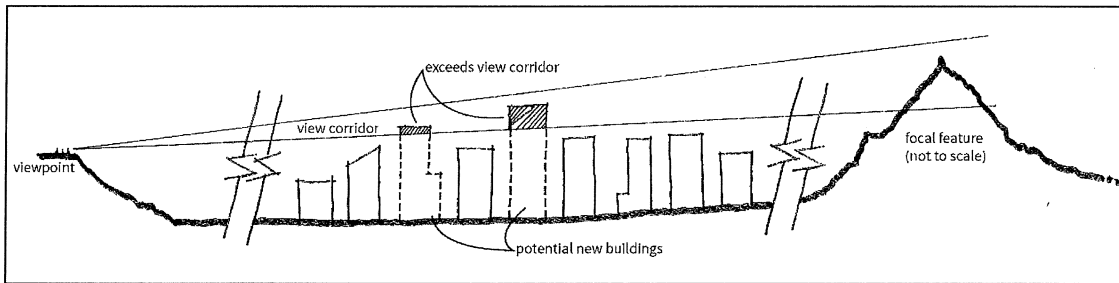 exceeds view corridor
view corridor
viewpoint
focal feature
(not to scale)
potential new buildings